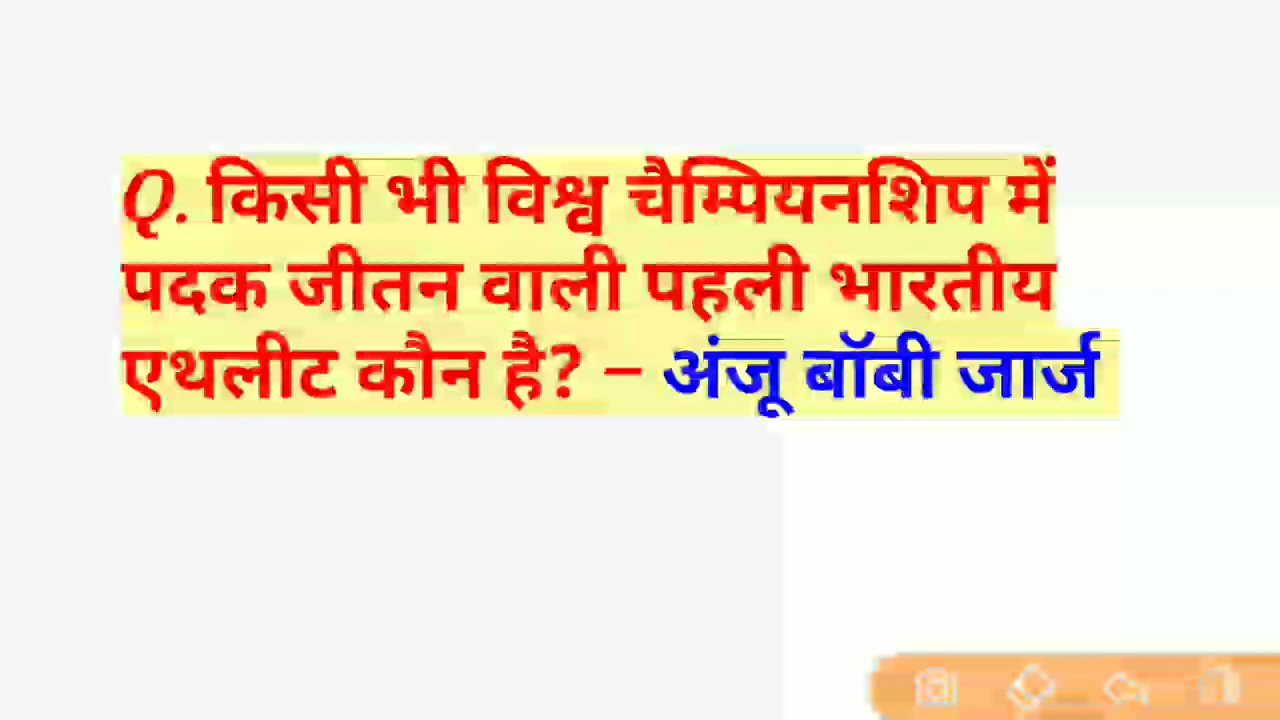 Q. किसी भी विश्व चैम्पियनशिप में
पदक जीतन वाली पहली भारतीय
एथलीट कौन है? – अंजू बॉबी जार्ज